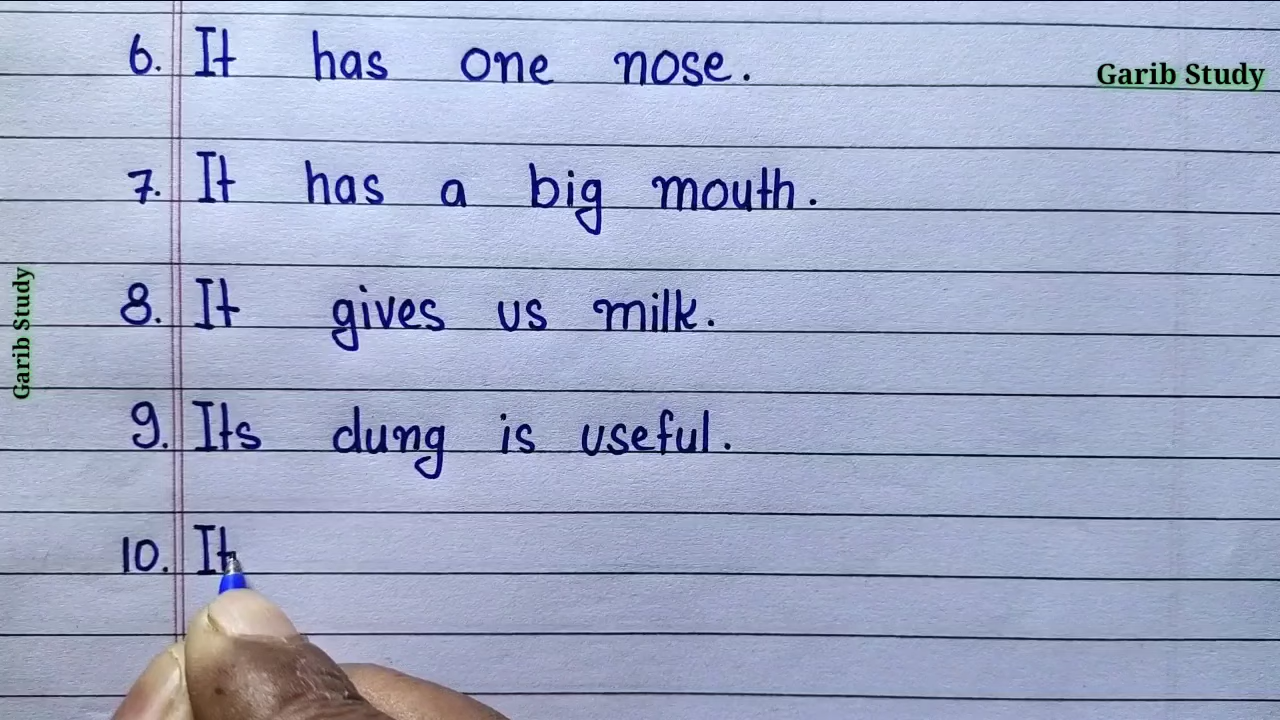 6. It has one nose.
Garib Study
7. It has a big mouth.
8. It gives us milk.
Garib Study
9. Its dung is useful.
10. It